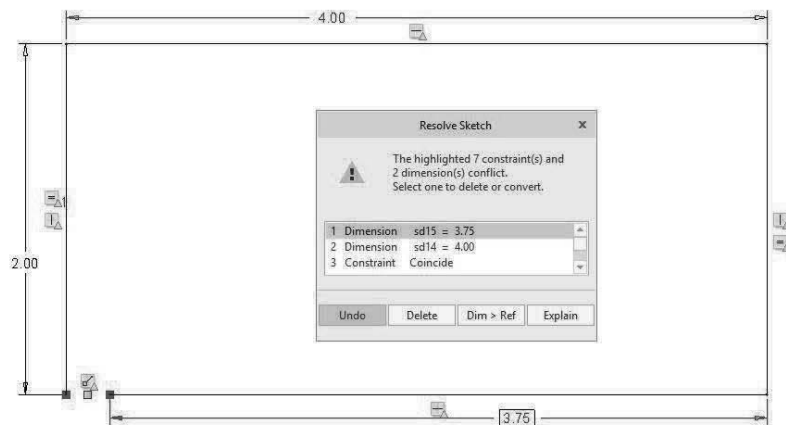 4.00
Resolve Sketch x
The highlighted 7 constraint(s) and
2 dimension(s) conflict.
Select one to delete or convert.
1 Dimension sd15 = 3.75
2 Dimension sd14 = 4.00
3 Constraint Coincide
Undo Delete Dim > Ref Explain
1
2.00
3.75